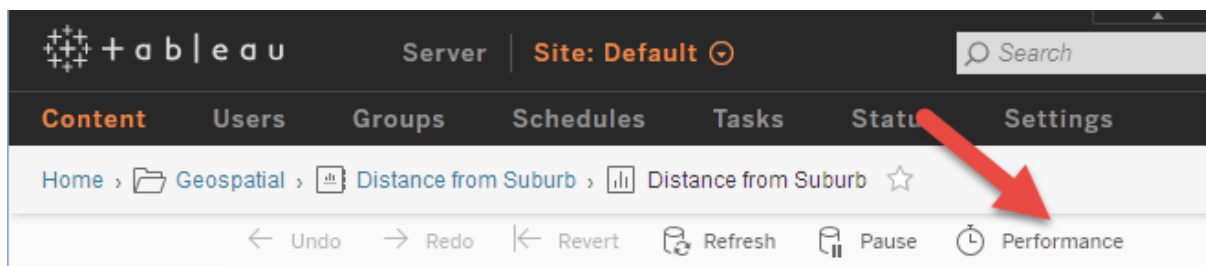 + a b l e a u Server Site: Default Search
Content Users Groups Schedules Tasks Statu Settings
Home › Geospatial › Distance from Suburb › Distance from Suburb
Undo Redo Revert Refresh Pause Performance